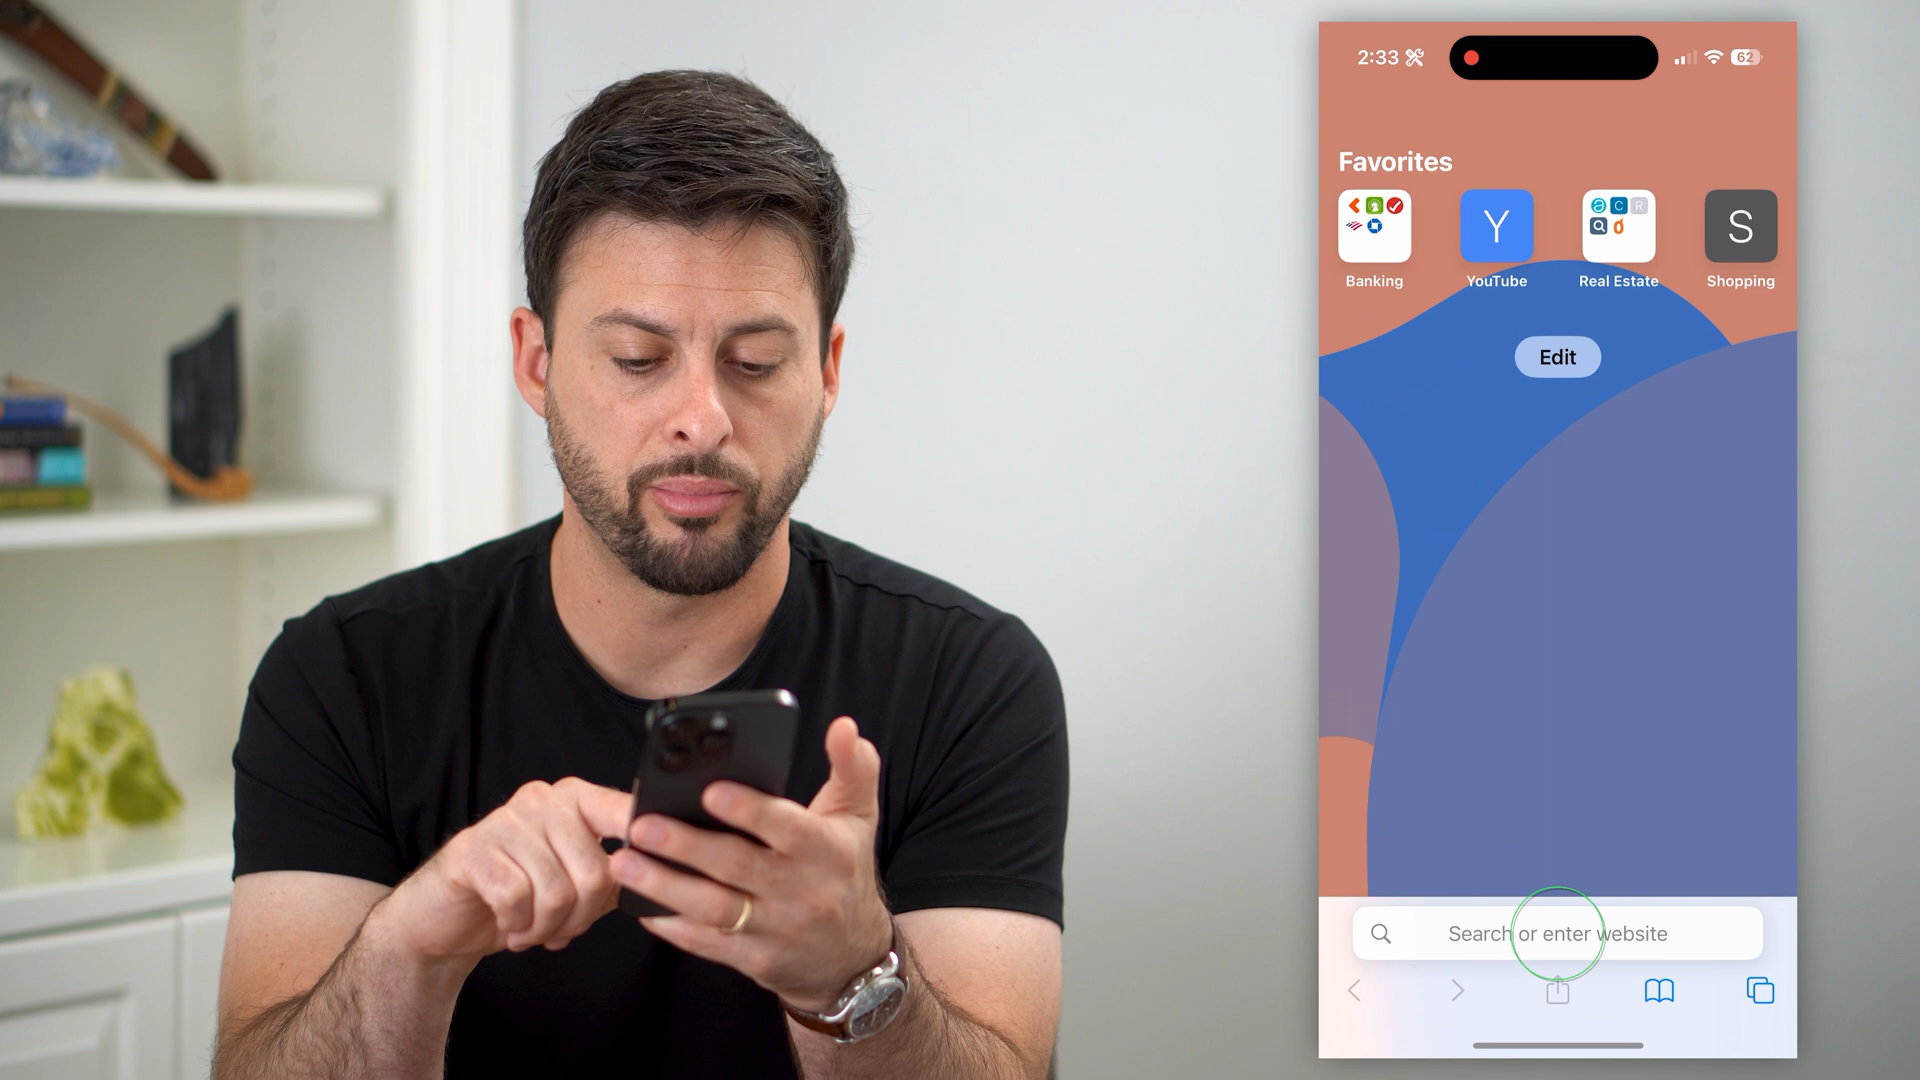 2:33
62
Favorites
C R
Y S
Banking YouTube Real Estate Shopping
Edit
Search or enter website